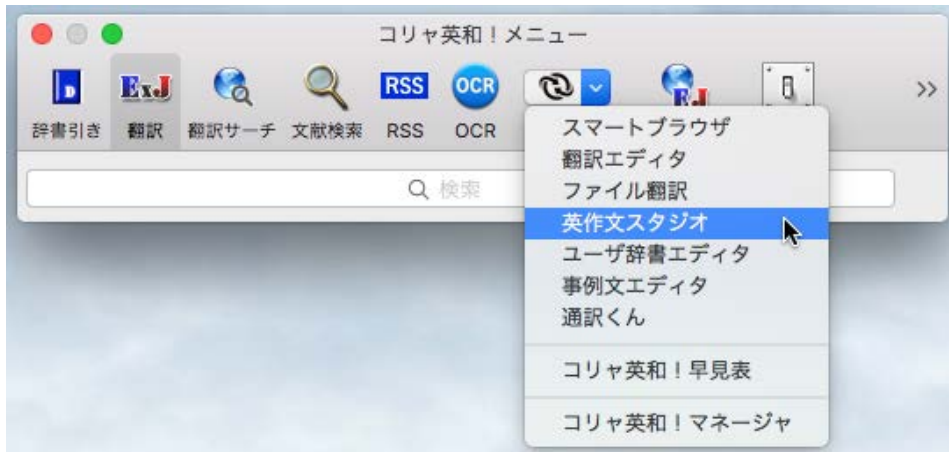 コリャ英和！メニュー
D
ExJ
RSS
OCR
EJ
辞書引き
翻訳
翻訳サーチ
文献検索
RSS
OCR
検索
スマートブラウザ
翻訳エディタ
ファイル翻訳
英作文スタジオ
ユーザ辞書エディタ
事例文エディタ
通訳くん
コリャ英和！早見表
コリャ英和！マネージャ